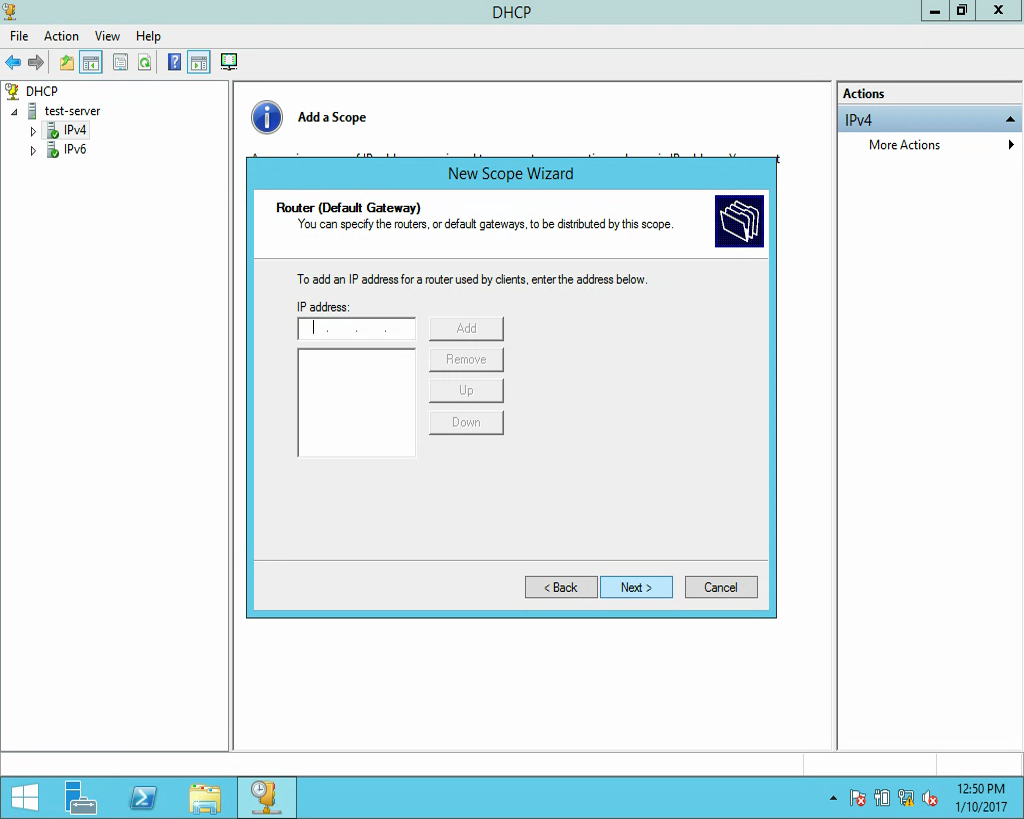 DHCP
File Action View Help
DHCP
test-server
IPv4
IPv6
Add a Scope
New Scope Wizard
Router (Default Gateway)
You can specify the routers, or default gateways, to be distributed by this scope.
To add an IP address for a router used by clients, enter the address below.
IP address:
. . .
Add
Remove
Up
Down
< Back Next > Cancel
Actions
IPv4
More Actions
12:50 PM
1/10/2017